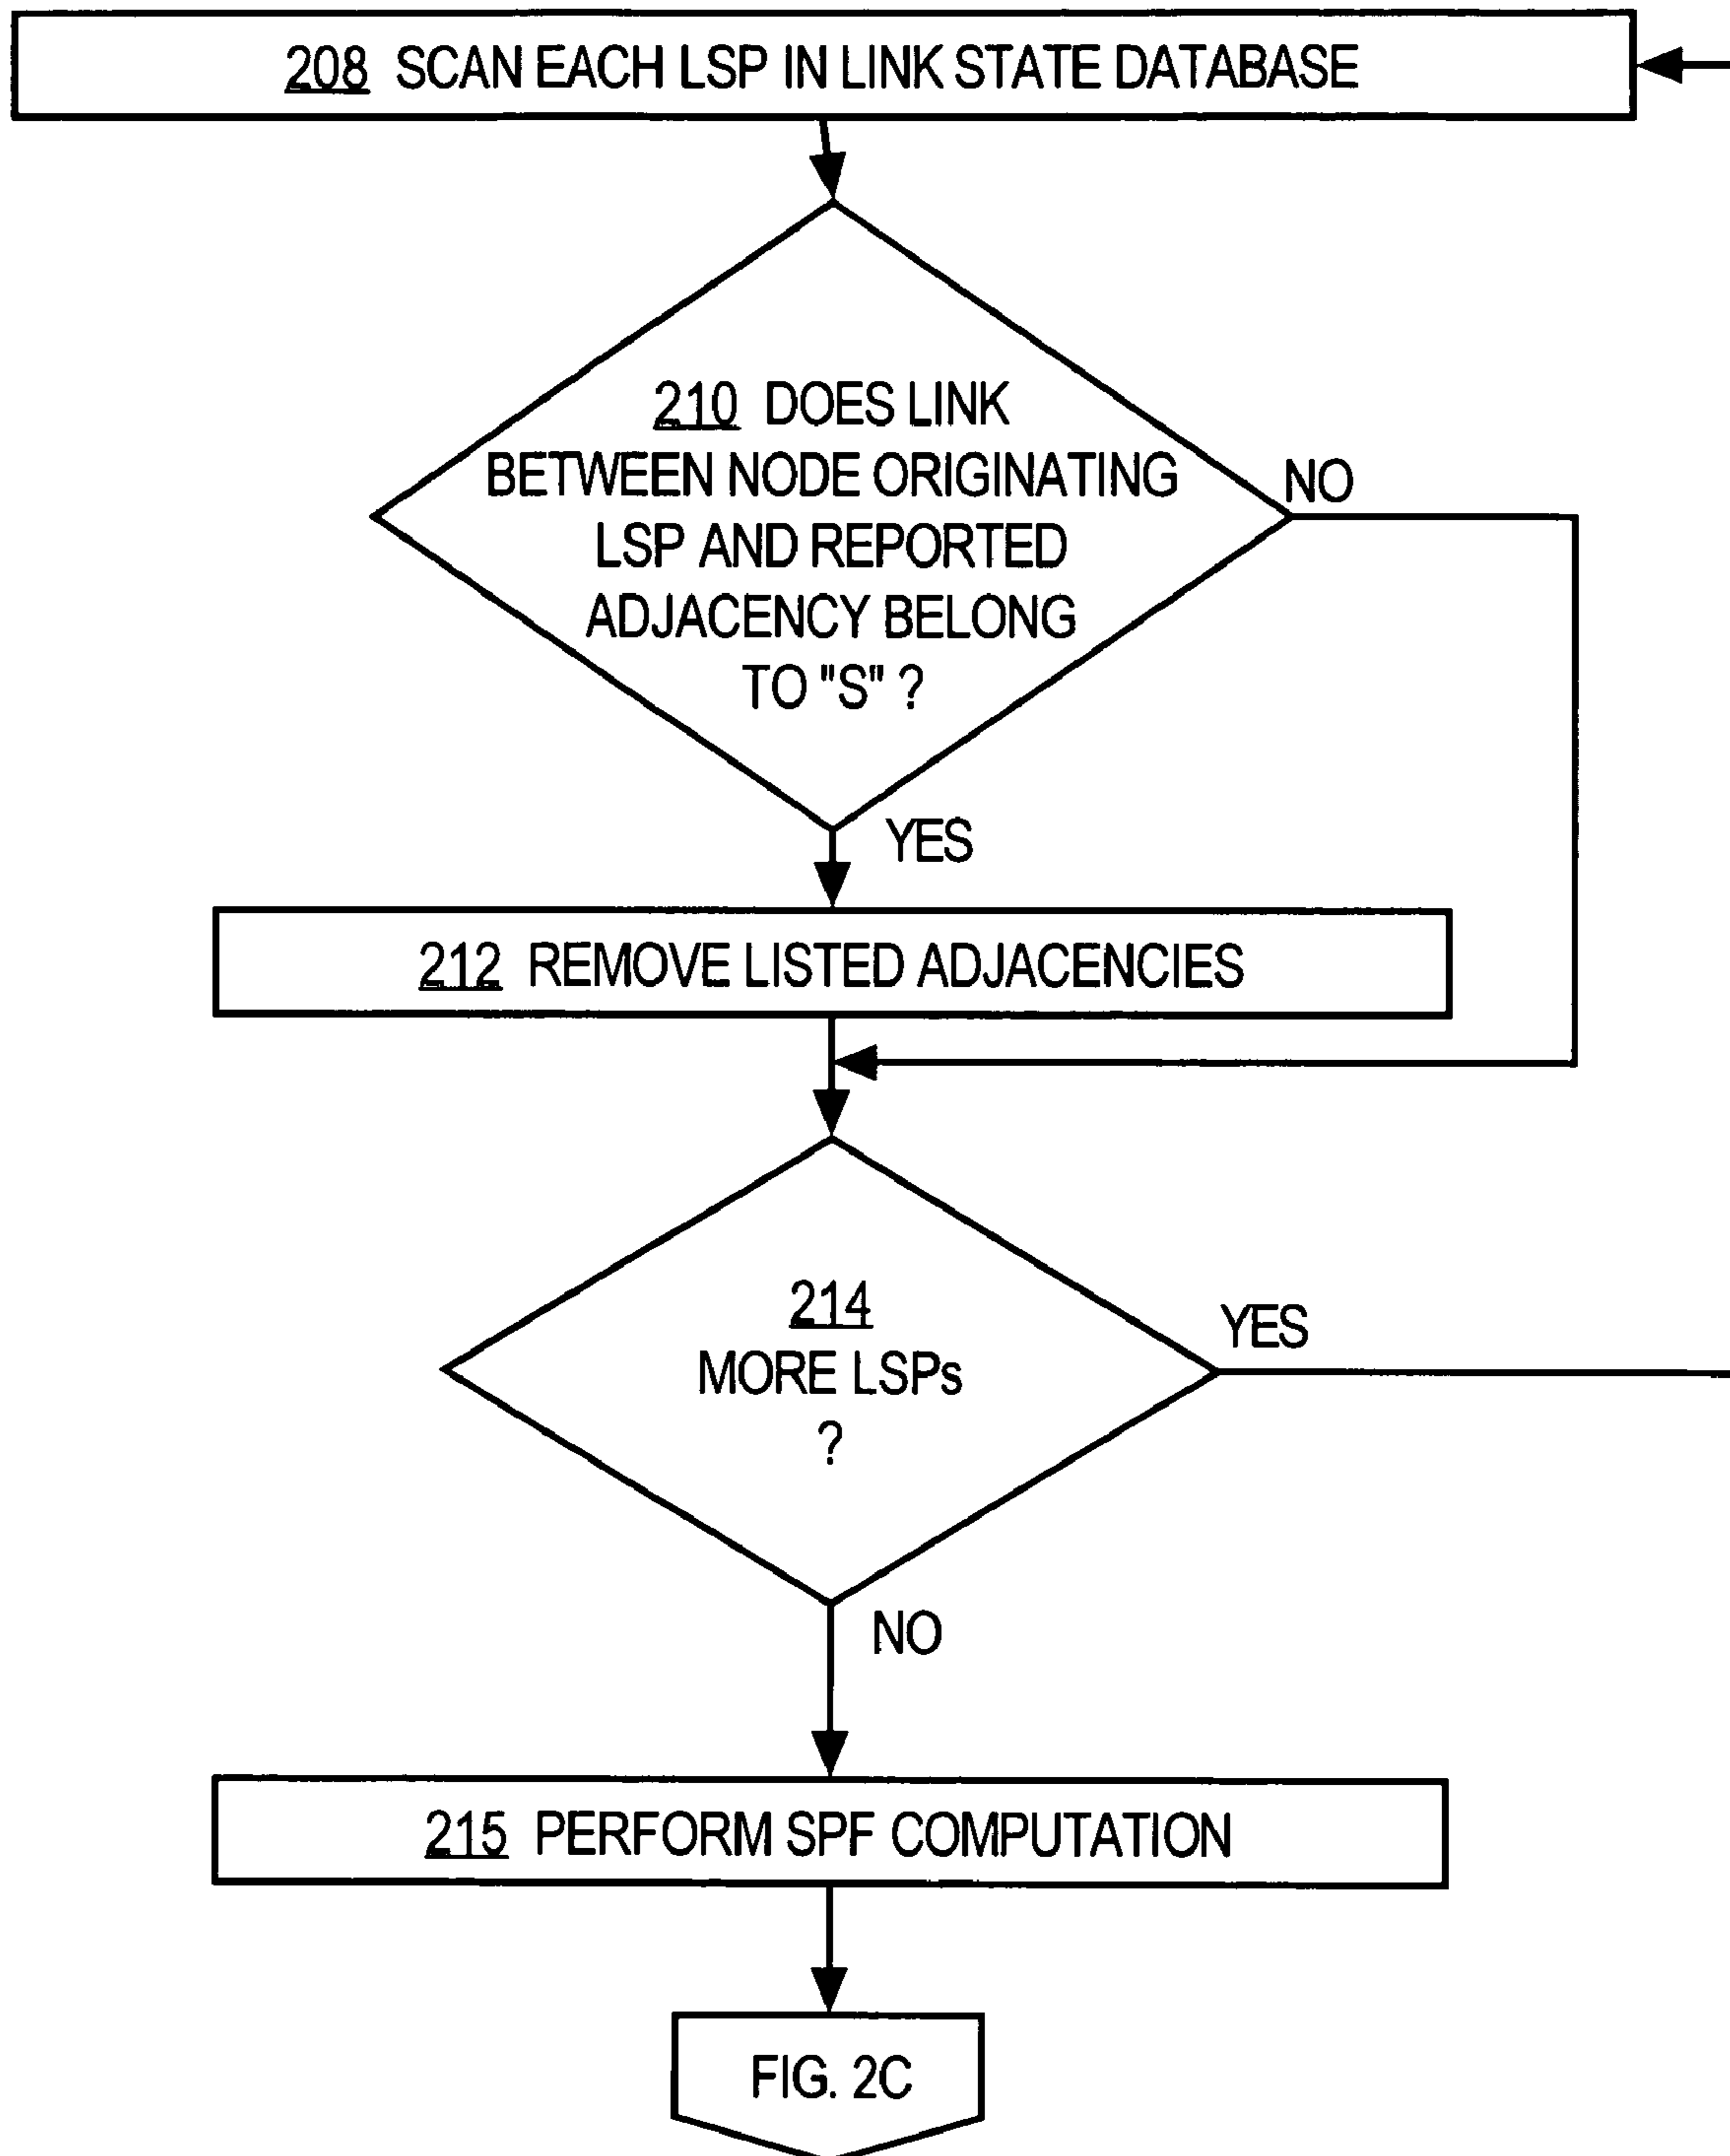 208 SCAN EACH LSP IN LINK STATE DATABASE
210 DOES LINK
BETWEEN NODE ORIGINATING
LSP AND REPORTED
ADJACENCY BELONG
TO "S" ?
NO
YES
212 REMOVE LISTED ADJACENCIES
214
MORE LSPs
?
YES
NO
215 PERFORM SPF COMPUTATION
FIG. 2C